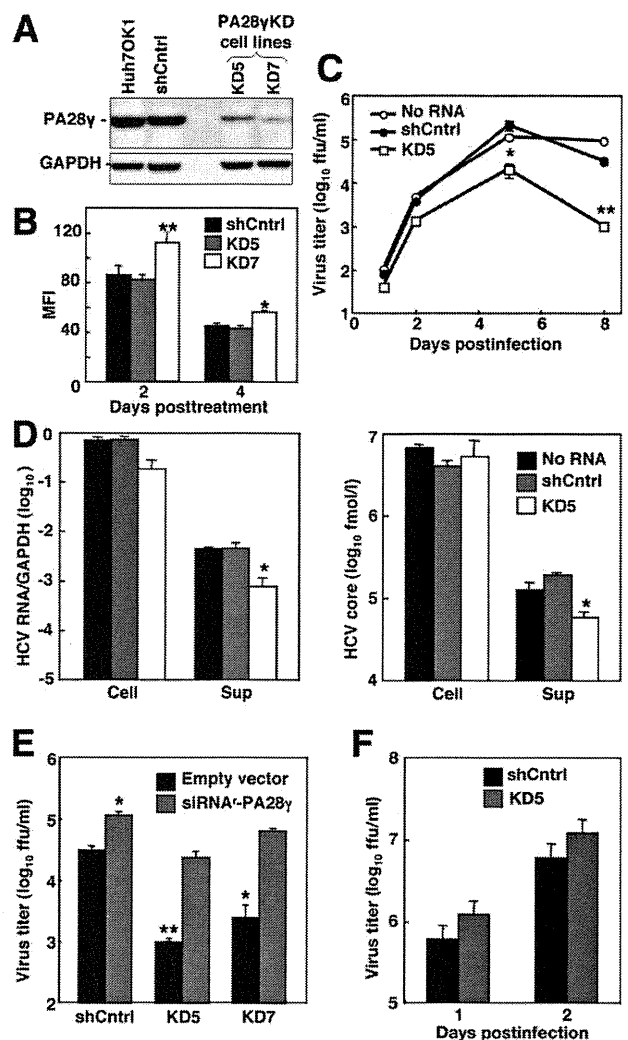 A
Huh7OK1
shCntrl
PA28γKD
cell lines
KD5
KD7
PA28γ -
GAPDH -
B
MFI
120
80
40
0
** 
*
shCntrl
KD5
KD7
2
4
Days posttreatment
C
Virus titer (log10 ffu/ml)
6
5
4
3
2
1
No RNA
shCntrl
KD5
*
**
0
2
4
6
8
Days postinfection
D
HCV RNA/GAPDH (log10)
0
-1
-2
-3
-4
-5
*
Cell
Sup
HCV core (log10 fmol/l)
7
6
5
4
No RNA
shCntrl
KD5
*
Cell
Sup
E
Virus titer (log10 ffu/ml)
6
5
4
3
2
Empty vector
siRNAr-PA28γ
*
**
*
shCntrl
KD5
KD7
F
Virus titer (log10 ffu/ml)
8
7
6
5
shCntrl
KD5
1
2
Days postinfection